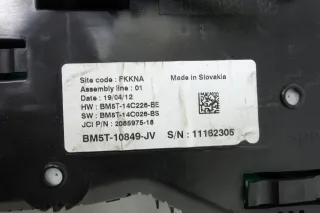 Site code : FKKNA
Made in Slovakia
Assembly line : 01
Date : 19/04/12
HW : BM5T-14C226-BE
SW : BM5T-14C026-BS
JCI P/N : 2085975-18
BM5T-10849-JV S/N : 11162305